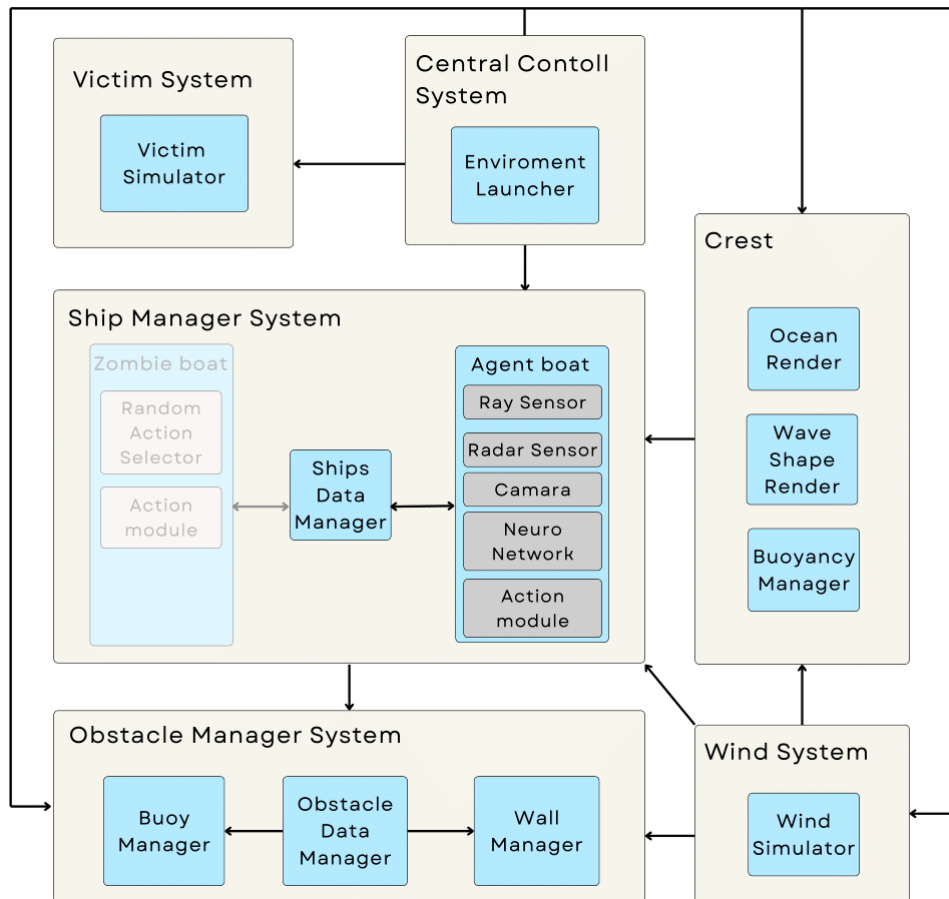 Victim System
Victim
Simulator
Central Contoll
System
Enviroment
Launcher
Crest
Ocean
Render
Wave
Shape
Render
Buoyancy
Manager
Ship Manager System
Zombie boat
Random
Action
Selector
Action
module
Ships
Data
Manager
Agent boat
Ray Sensor
Radar Sensor
Camara
Neuro
Network
Action
module
Obstacle Manager System
Buoy
Manager
Obstacle
Data
Manager
Wall
Manager
Wind System
Wind
Simulator